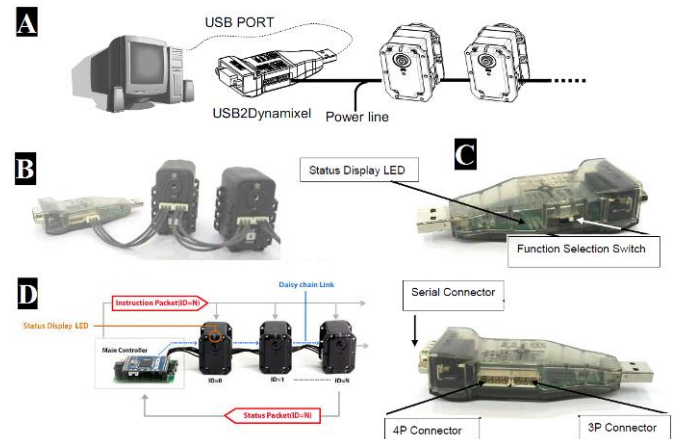 A
USB PORT
USB2Dynamixel
Power line
B
C
Status Display LED
Function Selection Switch
D
Instruction Packet(ID=N)
Daisy chain Link
Status Display LED
Main Controller
ID=0
ID=1
ID=N
Status Packet(ID=N)
Serial Connector
4P Connector
3P Connector